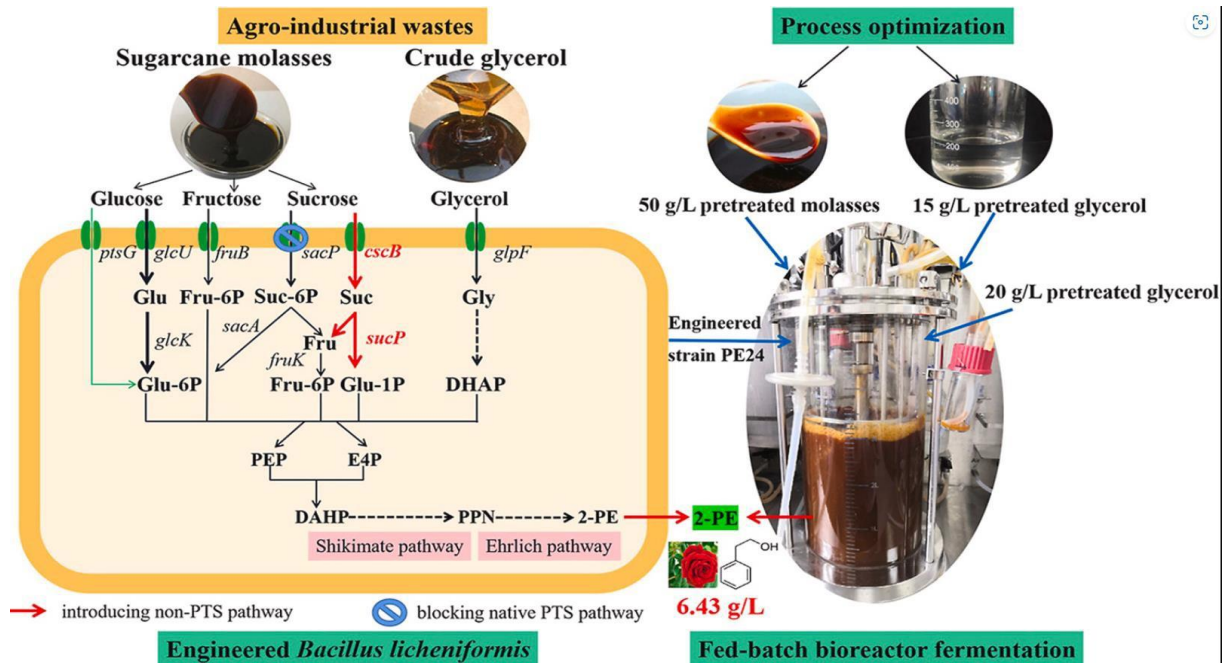 Agro-industrial wastes
Process optimization
Sugarcane molasses
Crude glycerol
400
300
200
Glucose
Fructose
Sucrose
Glycerol
50 g/L pretreated molasses
15 g/L pretreated glycerol
ptsG
glcU
fruB
sacP
cscB
glpF
Glu
Fru-6P
Suc-6P
Suc
Gly
20 g/L pretreated glycerol
sacA
glcK
Fru
sucP
fruK
Engineered
strain PE24
Glu-6P
Fru-6P
Glu-1P
DHAP
PEP
E4P
DAHP
PPN
2-PE
2-PE
Shikimate pathway
Ehrlich pathway
OH
6.43 g/L
introducing non-PTS pathway
blocking native PTS pathway
Engineered Bacillus licheniformis
Fed-batch bioreactor fermentation